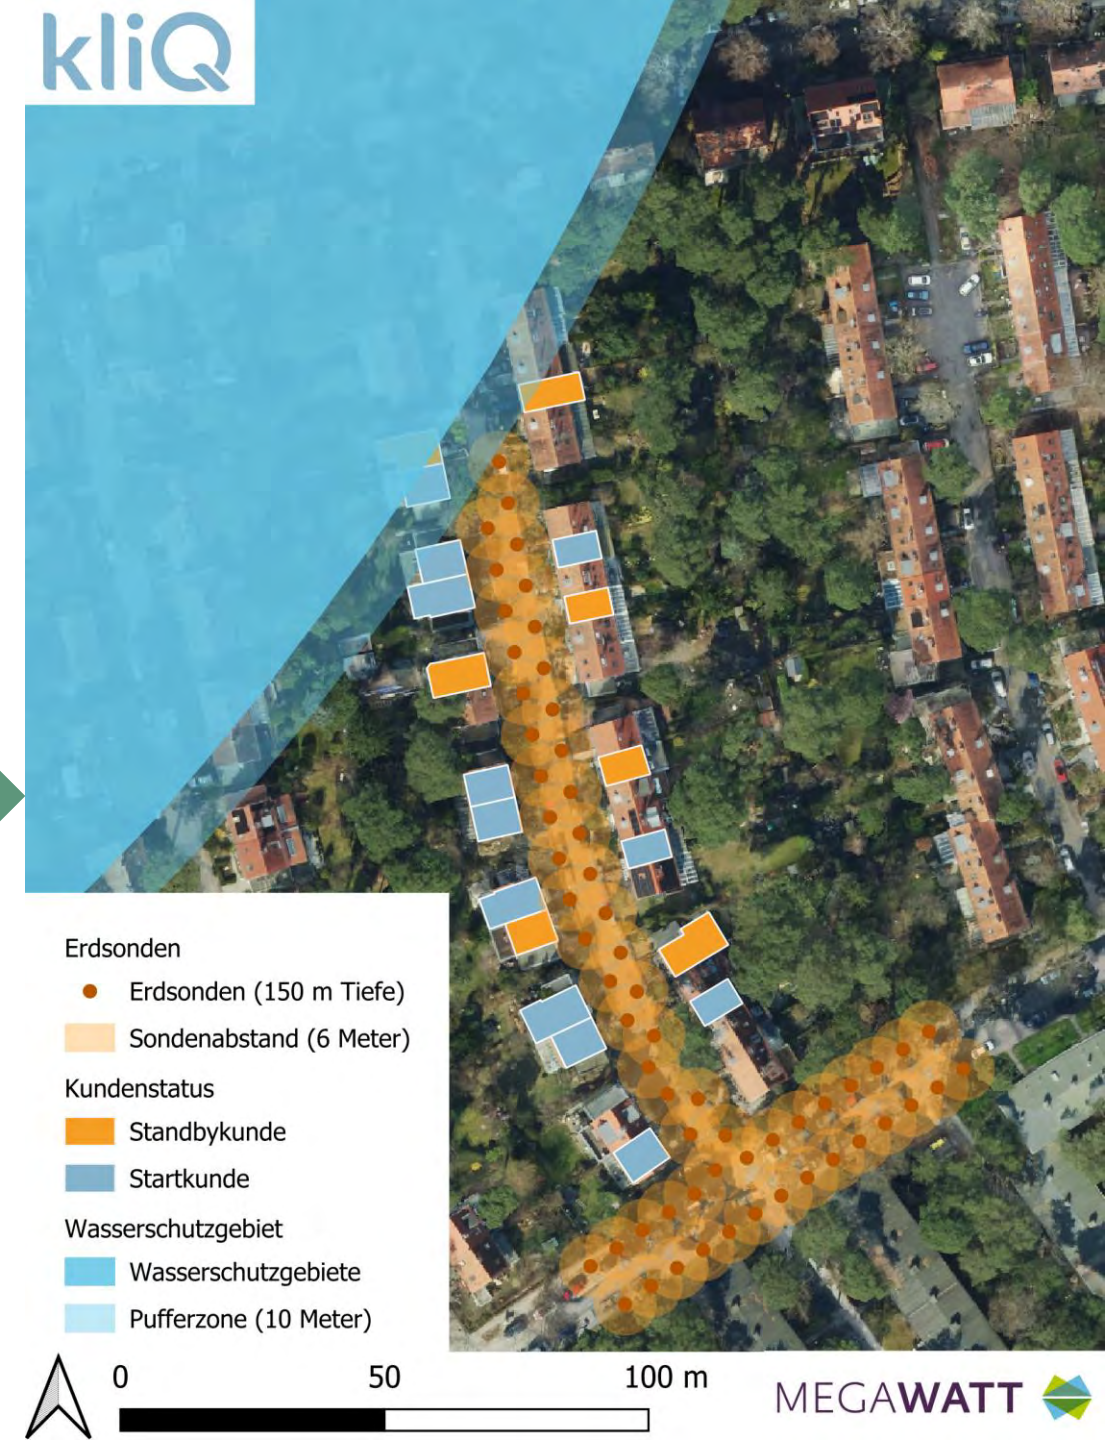 kliQ
Erdsonden
Erdsonden (150 m Tiefe)
Sondenabstand (6 Meter)
Kundenstatus
Standbykunde
Startkunde
Wasserschutzgebiet
Wasserschutzgebiete
Pufferzone (10 Meter)
0 50 100 m
MEGAWATT